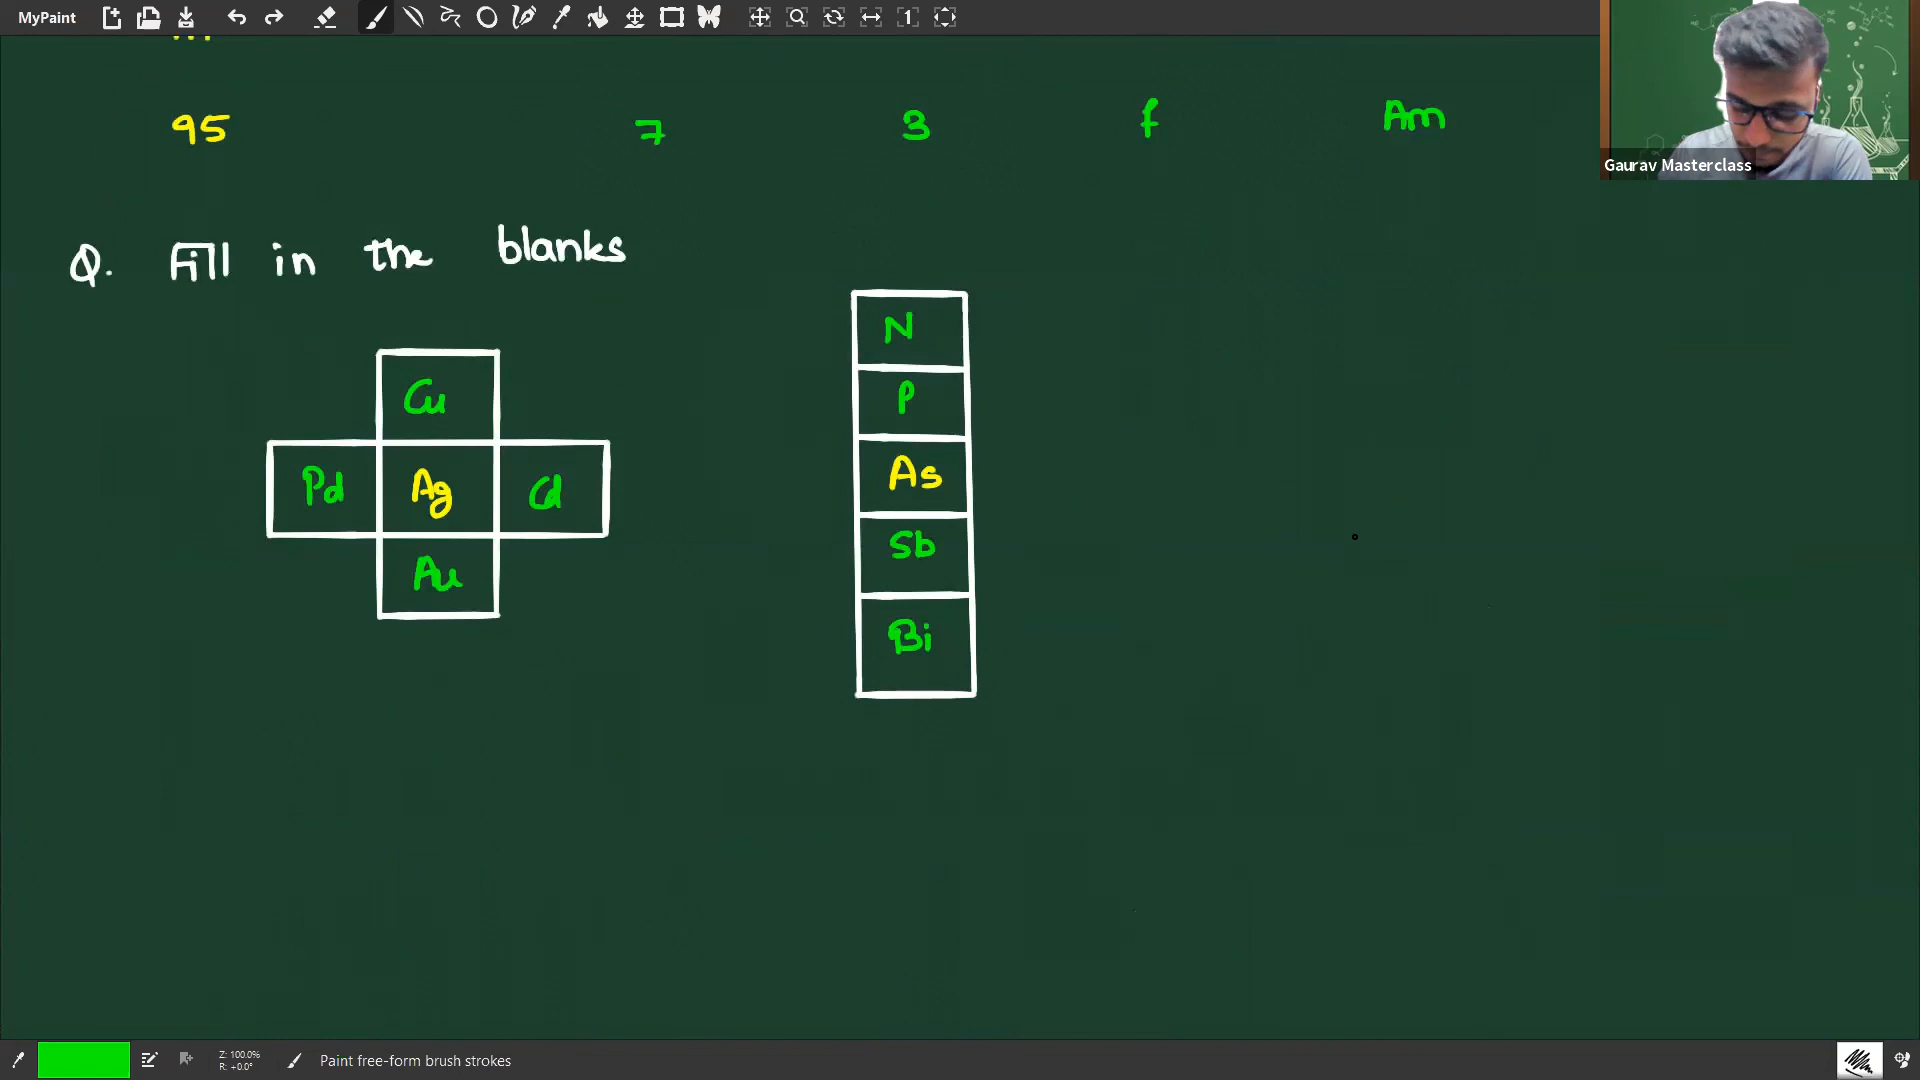 MyPaint
95 7 3 f Am
Gaurav Masterclass
Q. Fill in the blanks
Cu
Pd Ag Cd
Au
N
P
As
Sb
Bi
Z: 100.0%
R: +0.0°
Paint free-form brush strokes